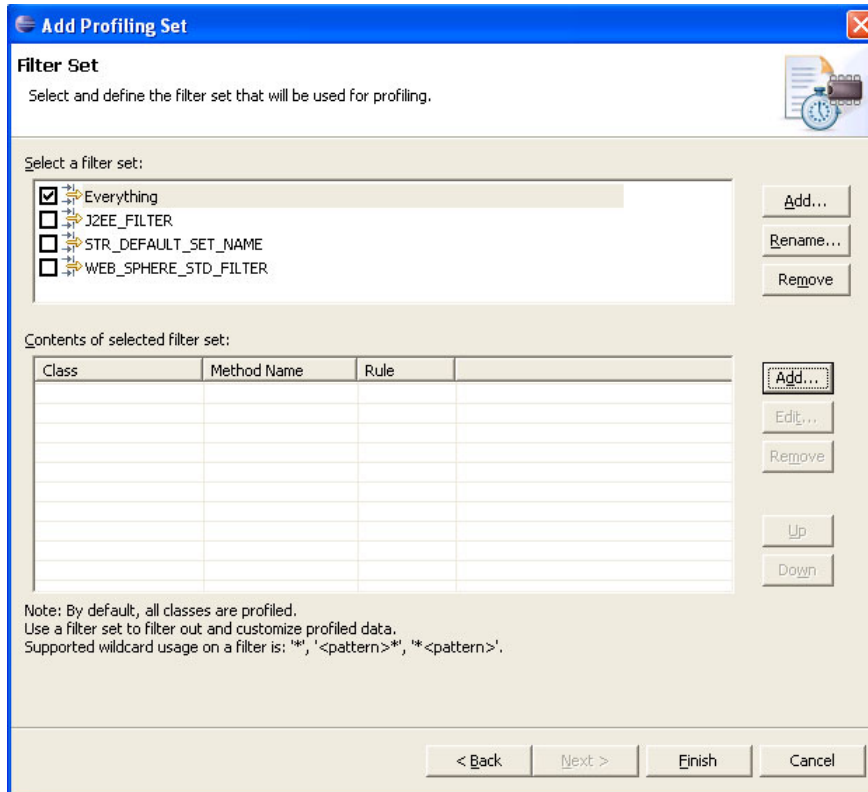 Add Profiling Set
Filter Set
Select and define the filter set that will be used for profiling.
Select a filter set:
Everything
J2EE_FILTER
STR_DEFAULT_SET_NAME
WEB_SPHERE_STD_FILTER
Add...
Rename...
Remove
Contents of selected filter set:
Class Method Name Rule
Add...
Edit...
Remove
Up
Down
Note: By default, all classes are profiled.
Use a filter set to filter out and customize profiled data.
Supported wildcard usage on a filter is: '*', '<pattern>*', '*<pattern>'.
< Back Next > Finish Cancel